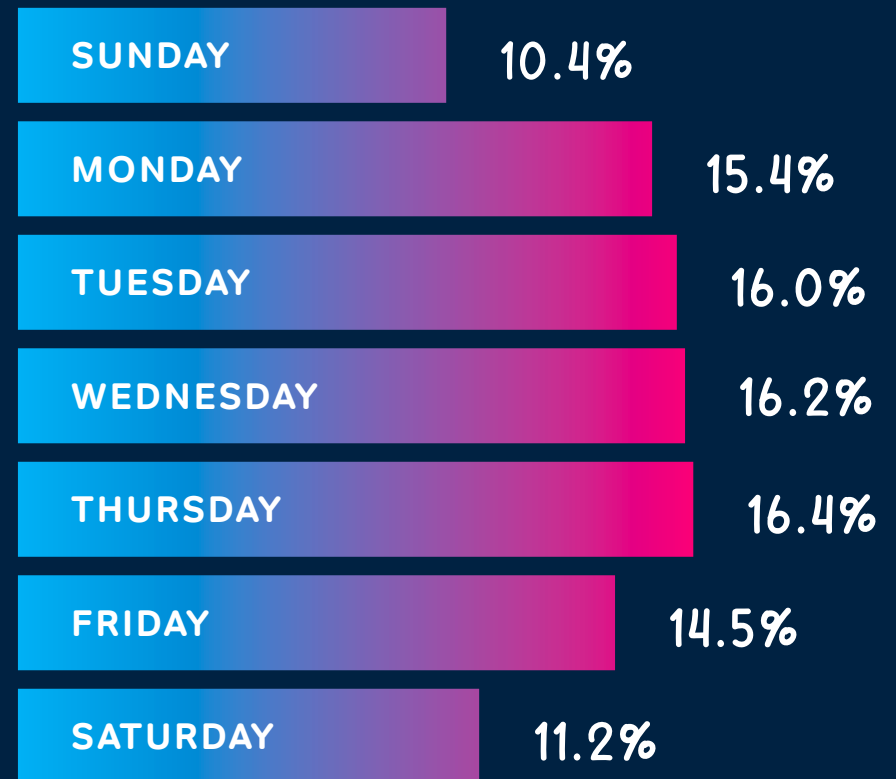 SUNDAY 10.4%
MONDAY 15.4%
TUESDAY 16.0%
WEDNESDAY 16.2%
THURSDAY 16.4%
FRIDAY 14.5%
SATURDAY 11.2%